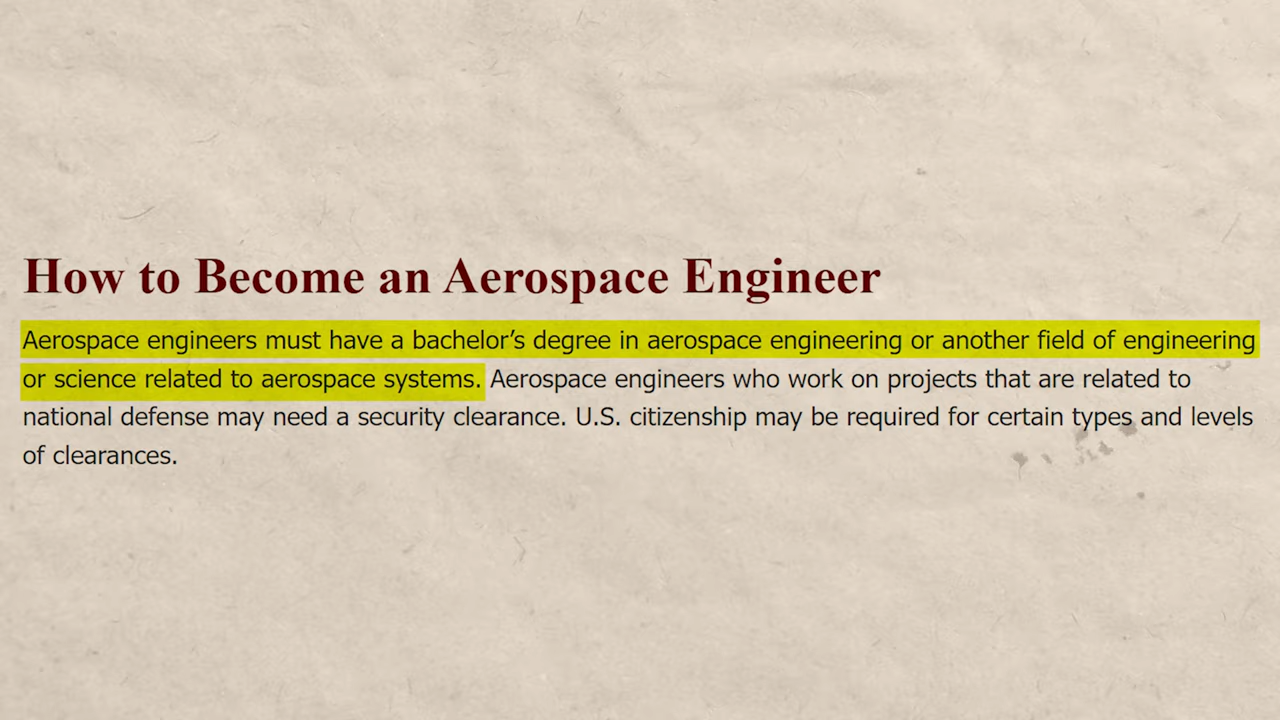 How to Become an Aerospace Engineer
Aerospace engineers must have a bachelor’s degree in aerospace engineering or another field of engineering
or science related to aerospace systems. Aerospace engineers who work on projects that are related to
national defense may need a security clearance. U.S. citizenship may be required for certain types and levels
of clearances.